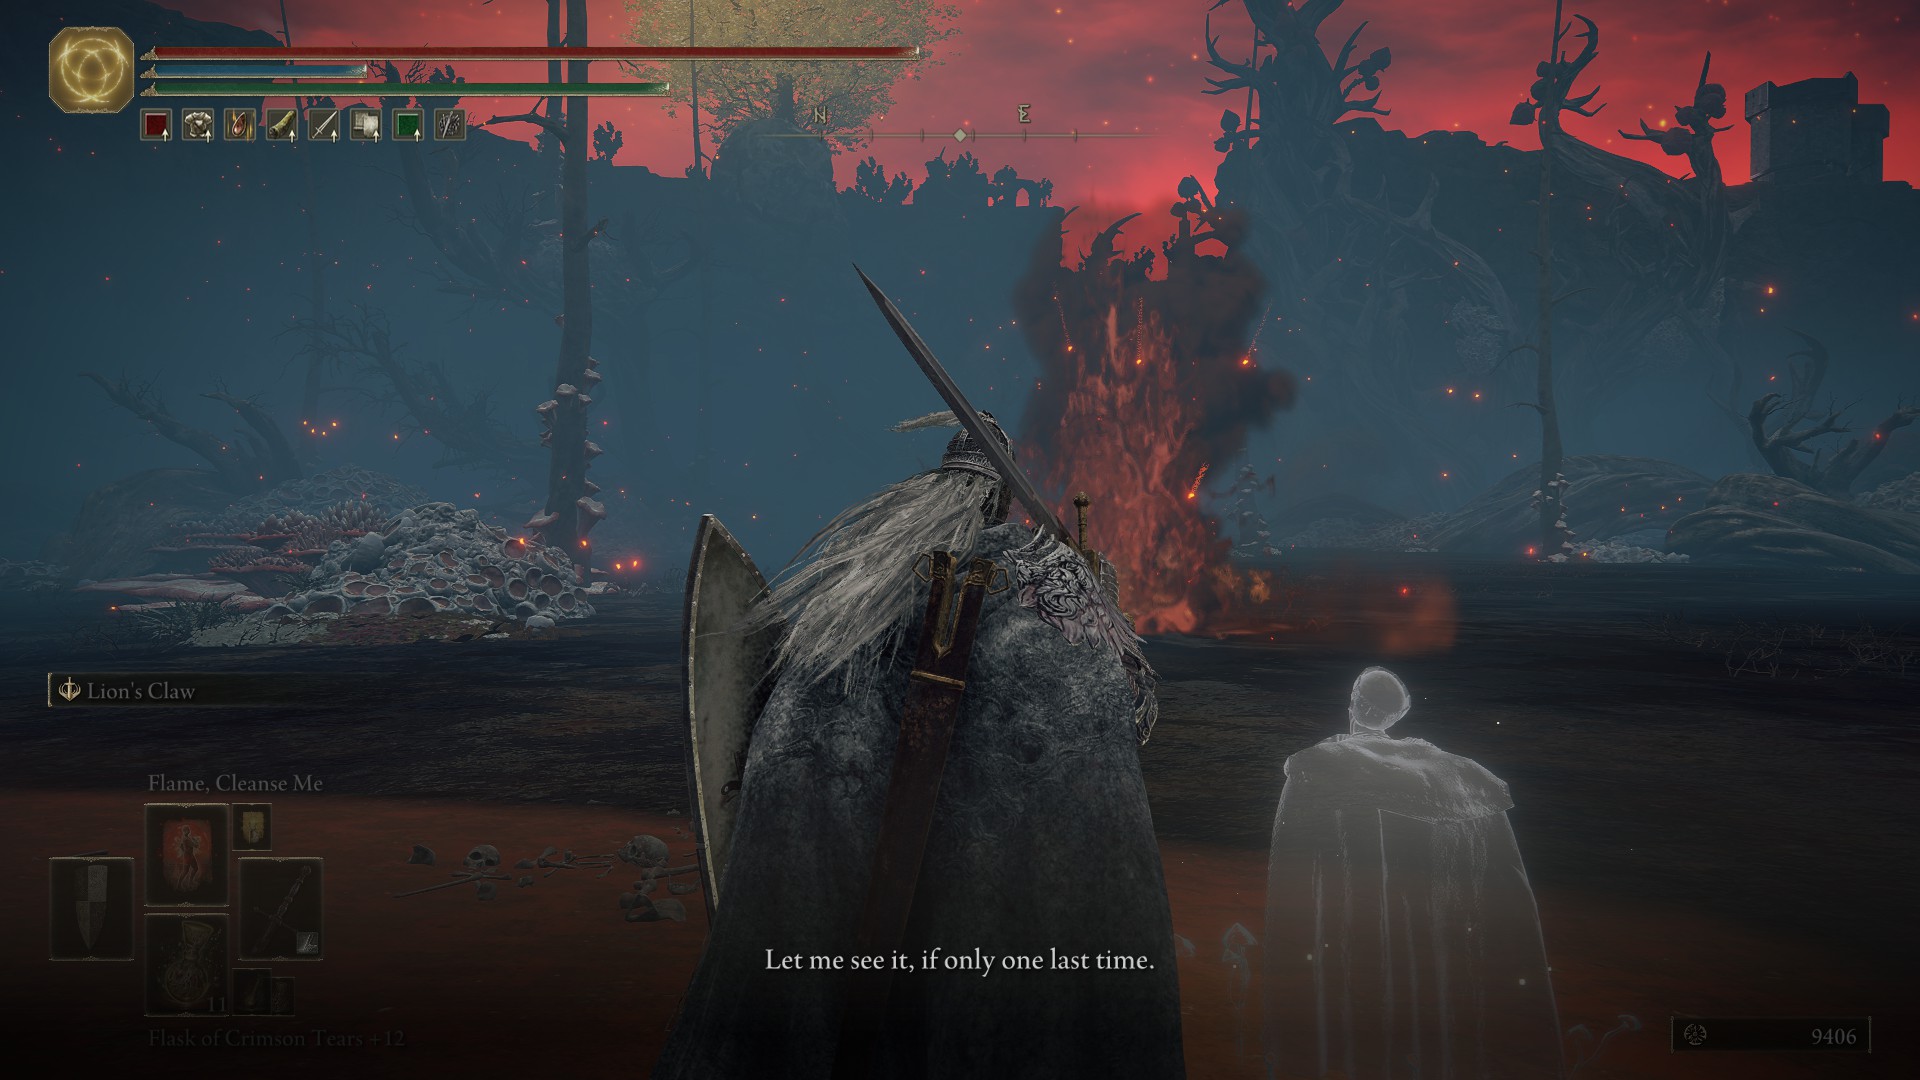 N
E
Lion's Claw
Flame, Cleanse Me
11
Flask of Crimson Tears +12
Let me see it, if only one last time.
9406